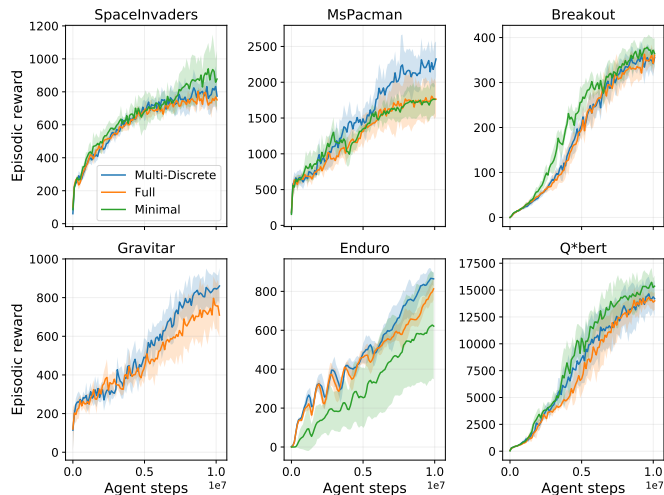 SpaceInvaders
MsPacman
Breakout
Episodic reward
1200
1000
800
600
400
200
0
2500
2000
1500
1000
500
0
400
300
200
100
0
Multi-Discrete
Full
Minimal
Gravitar
Enduro
Q*bert
Episodic reward
1000
800
600
400
200
0
800
600
400
200
0
17500
15000
12500
10000
7500
5000
2500
0
0.0 0.5 1.0
0.0 0.5 1.0
0.0 0.5 1.0
1e7
1e7
1e7
Agent steps
Agent steps
Agent steps